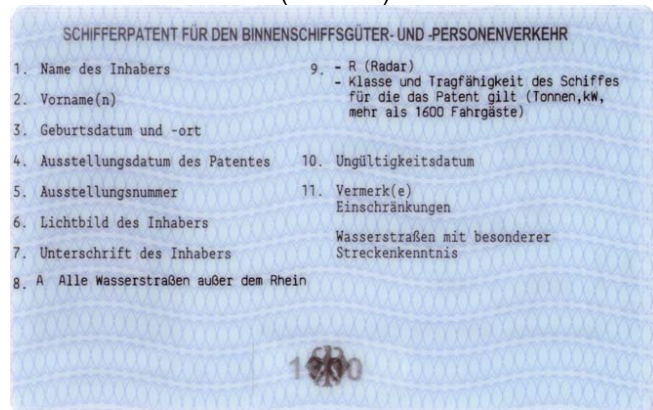 SCHIFFERPATENT FÜR DEN BINNENSCHIFFSGÜTER- UND -PERSONENVERKEHR
1. Name des Inhabers
2. Vorname(n)
3. Geburtsdatum und -ort
4. Ausstellungsdatum des Patentes
5. Ausstellungsnummer
6. Lichtbild des Inhabers
7. Unterschrift des Inhabers
8. A Alle Wasserstraßen außer dem Rhein
9. - R (Radar)
- Klasse und Tragfähigkeit des Schiffes
für die das Patent gilt (Tonnen,kW,
mehr als 1600 Fahrgäste)
10. Ungültigkeitsdatum
11. Vermerk(e)
Einschränkungen
Wasserstraßen mit besonderer
Streckenkenntnis